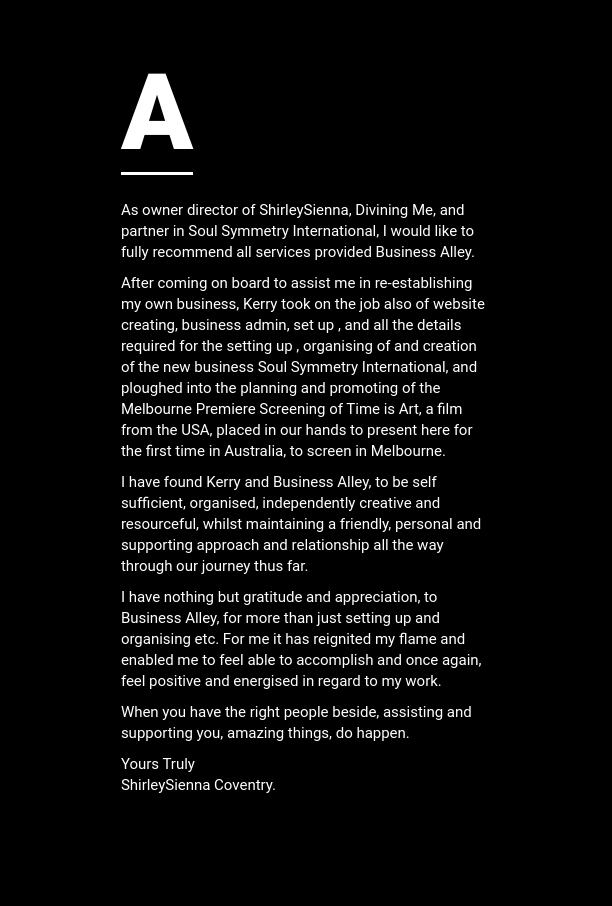 A
As owner director of ShirleySienna, Divining Me, and
partner in Soul Symmetry International, I would like to
fully recommend all services provided Business Alley.
After coming on board to assist me in re-establishing
my own business, Kerry took on the job also of website
creating, business admin, set up , and all the details
required for the setting up , organising of and creation
of the new business Soul Symmetry International, and
ploughed into the planning and promoting of the
Melbourne Premiere Screening of Time is Art, a film
from the USA, placed in our hands to present here for
the first time in Australia, to screen in Melbourne.
I have found Kerry and Business Alley, to be self
sufficient, organised, independently creative and
resourceful, whilst maintaining a friendly, personal and
supporting approach and relationship all the way
through our journey thus far.
I have nothing but gratitude and appreciation, to
Business Alley, for more than just setting up and
organising etc. For me it has reignited my flame and
enabled me to feel able to accomplish and once again,
feel positive and energised in regard to my work.
When you have the right people beside, assisting and
supporting you, amazing things, do happen.
Yours Truly
ShirleySienna Coventry.